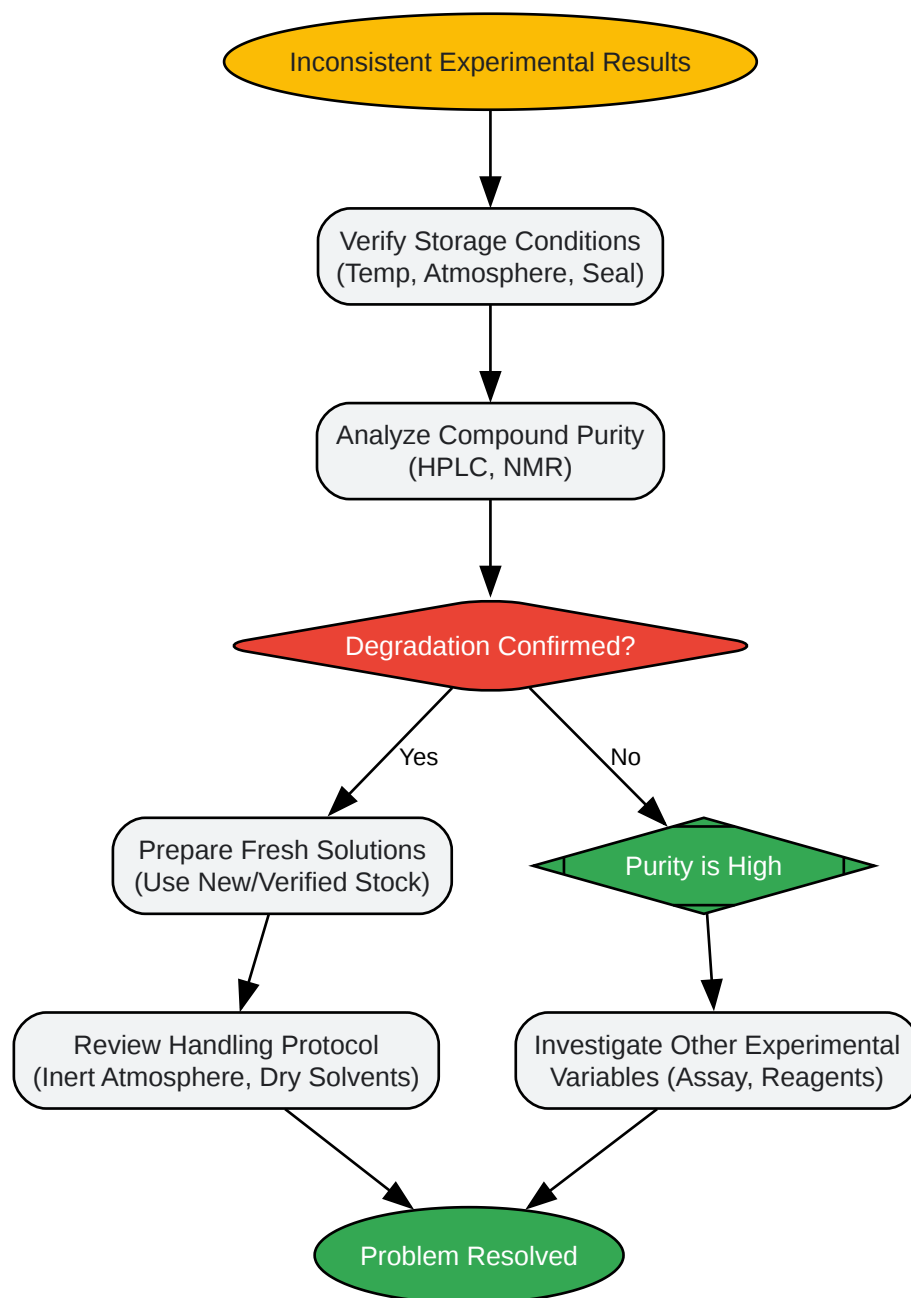 Inconsistent Experimental Results
Verify Storage Conditions
(Temp, Atmosphere, Seal)
Analyze Compound Purity
(HPLC, NMR)
Degradation Confirmed?
Yes
No
Prepare Fresh Solutions
(Use New/Verified Stock)
Purity is High
Review Handling Protocol
(Inert Atmosphere, Dry Solvents)
Investigate Other Experimental
Variables (Assay, Reagents)
Problem Resolved